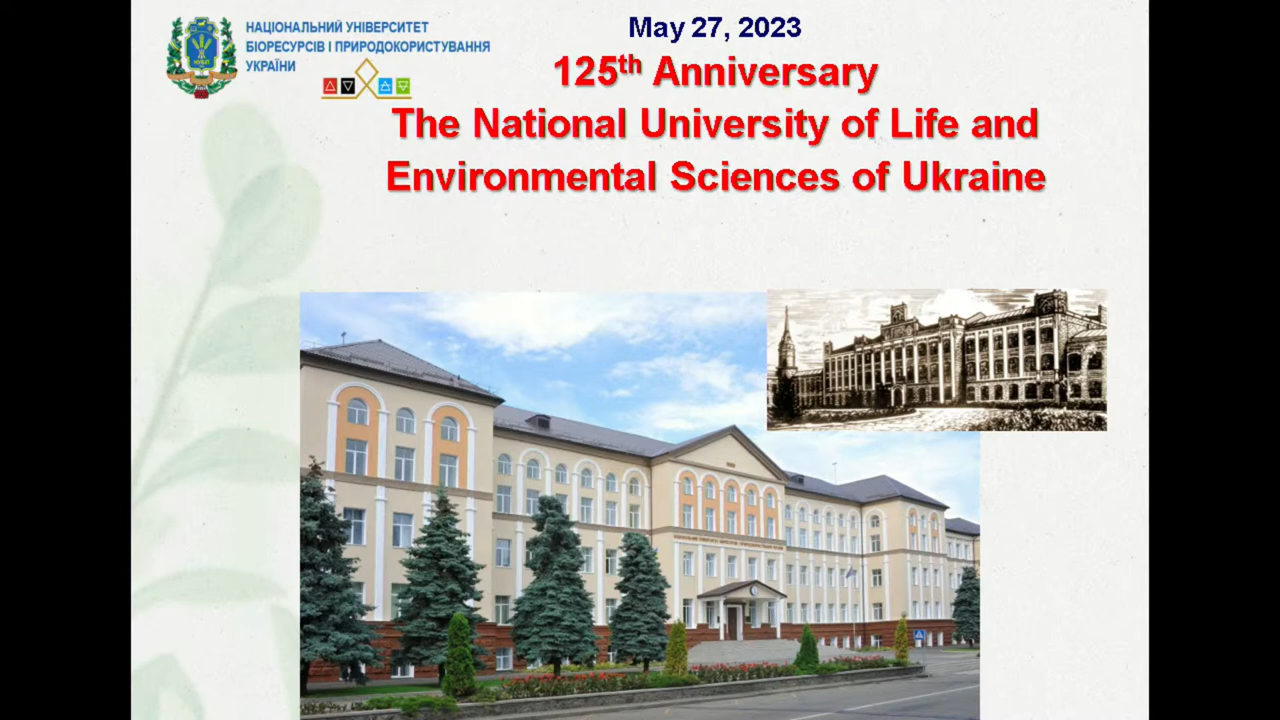 НАЦІОНАЛЬНИЙ УНІВЕРСИТЕТ
БІОРЕСУРСІВ І ПРИРОДОКОРИСТУВАННЯ
УКРАЇНИ
May 27, 2023
125th Anniversary
The National University of Life and
Environmental Sciences of Ukraine